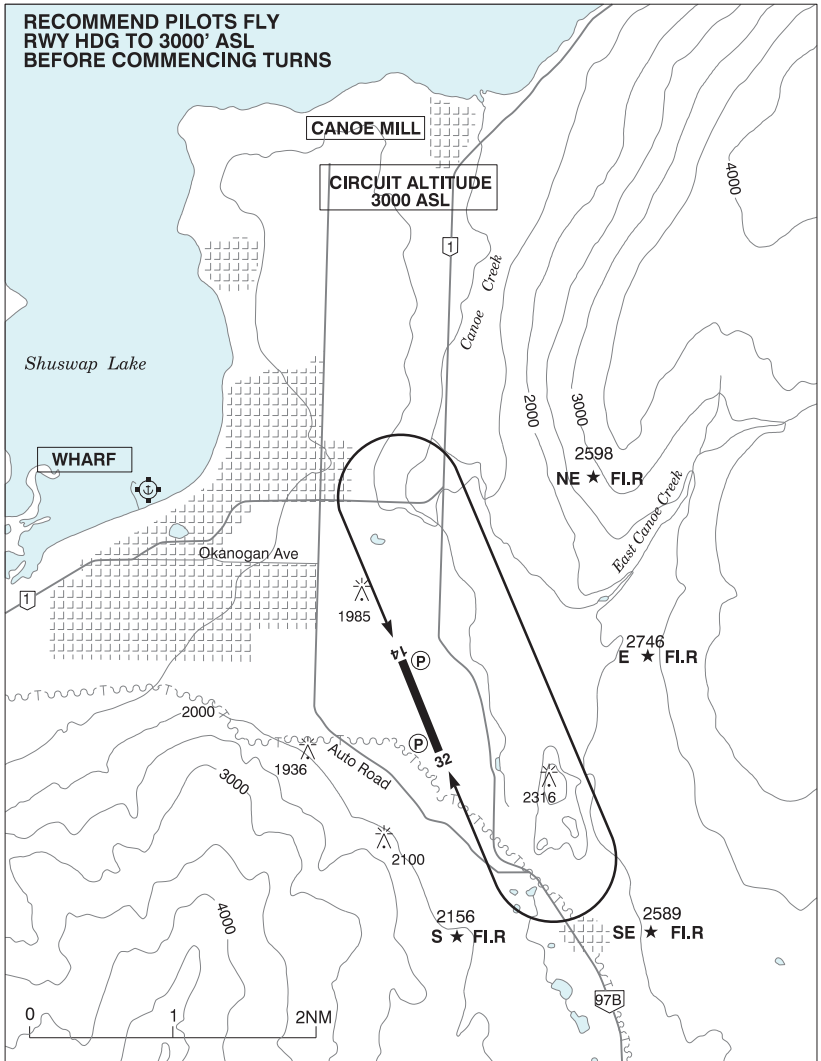 RECOMMEND PILOTS FLY
RWY HDG TO 3000' ASL
BEFORE COMMENCING TURNS
CANOE MILL
CIRCUIT ALTITUDE
3000 ASL
4000
1
Canoe Creek
Shuswap Lake
2000
3000
2598
NE ★ Fl.R
WHARF
East Canoe Creek
Okanogan Ave
1
1985
14
P
2746
E ★ Fl.R
2000
P
32
1936
Auto Road
3000
2316
2100
4000
2156
S ★ Fl.R
2589
SE ★ Fl.R
97B
0 1 2NM